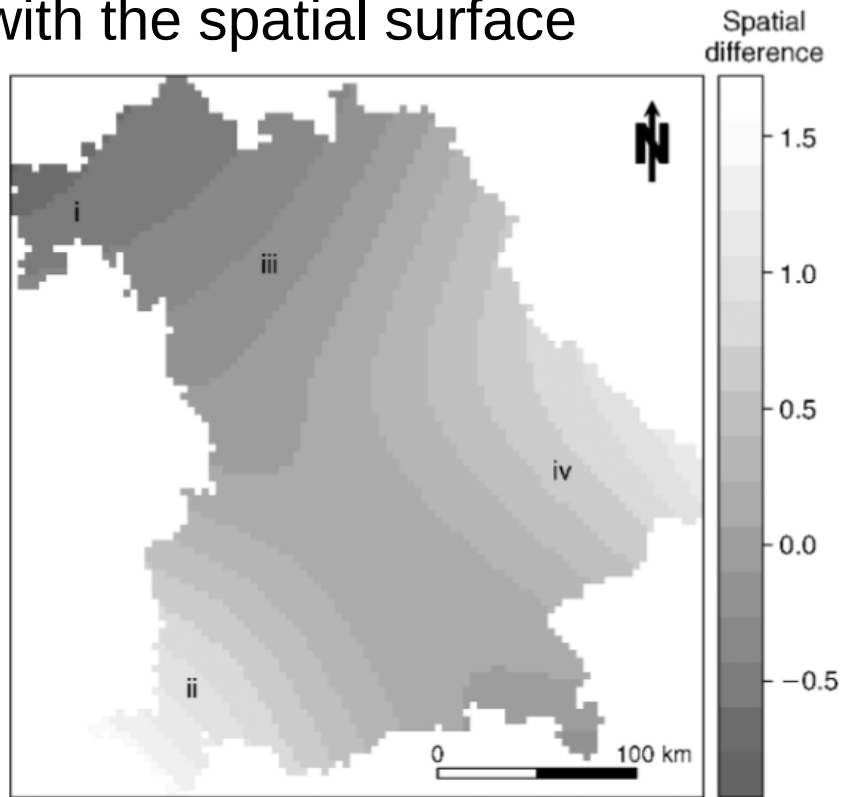 with the spatial surface
Spatial
difference
N
1.5
i
iii
1.0
0.5
iv
0.0
ii
−0.5
0 100 km